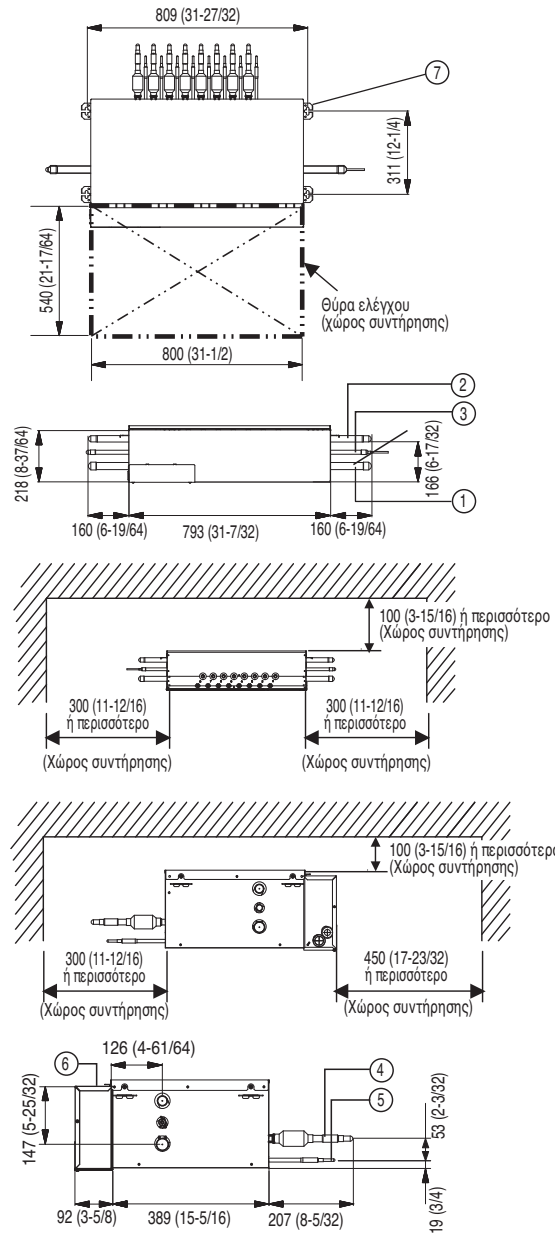 809 (31-27/32)
7
311 (12-1/4)
540 (21-17/64)
Θύρα ελέγχου
(χώρος συντήρησης)
800 (31-1/2)
2
3
218 (8-37/64)
166 (6-17/32)
1
160 (6-19/64)
793 (31-7/32)
160 (6-19/64)
100 (3-15/16) ή περισσότερο
(Χώρος συντήρησης)
300 (11-12/16)
ή περισσότερο
(Χώρος συντήρησης)
300 (11-12/16)
ή περισσότερο
(Χώρος συντήρησης)
100 (3-15/16) ή περισσότερο
(Χώρος συντήρησης)
300 (11-12/16)
ή περισσότερο
(Χώρος συντήρησης)
450 (17-23/32)
ή περισσότερο
(Χώρος συντήρησης)
126 (4-61/64)
6
4
5
147 (5-25/32)
53 (2-3/32)
19 (3/4)
92 (3-5/8)
389 (15-5/16)
207 (8-5/32)